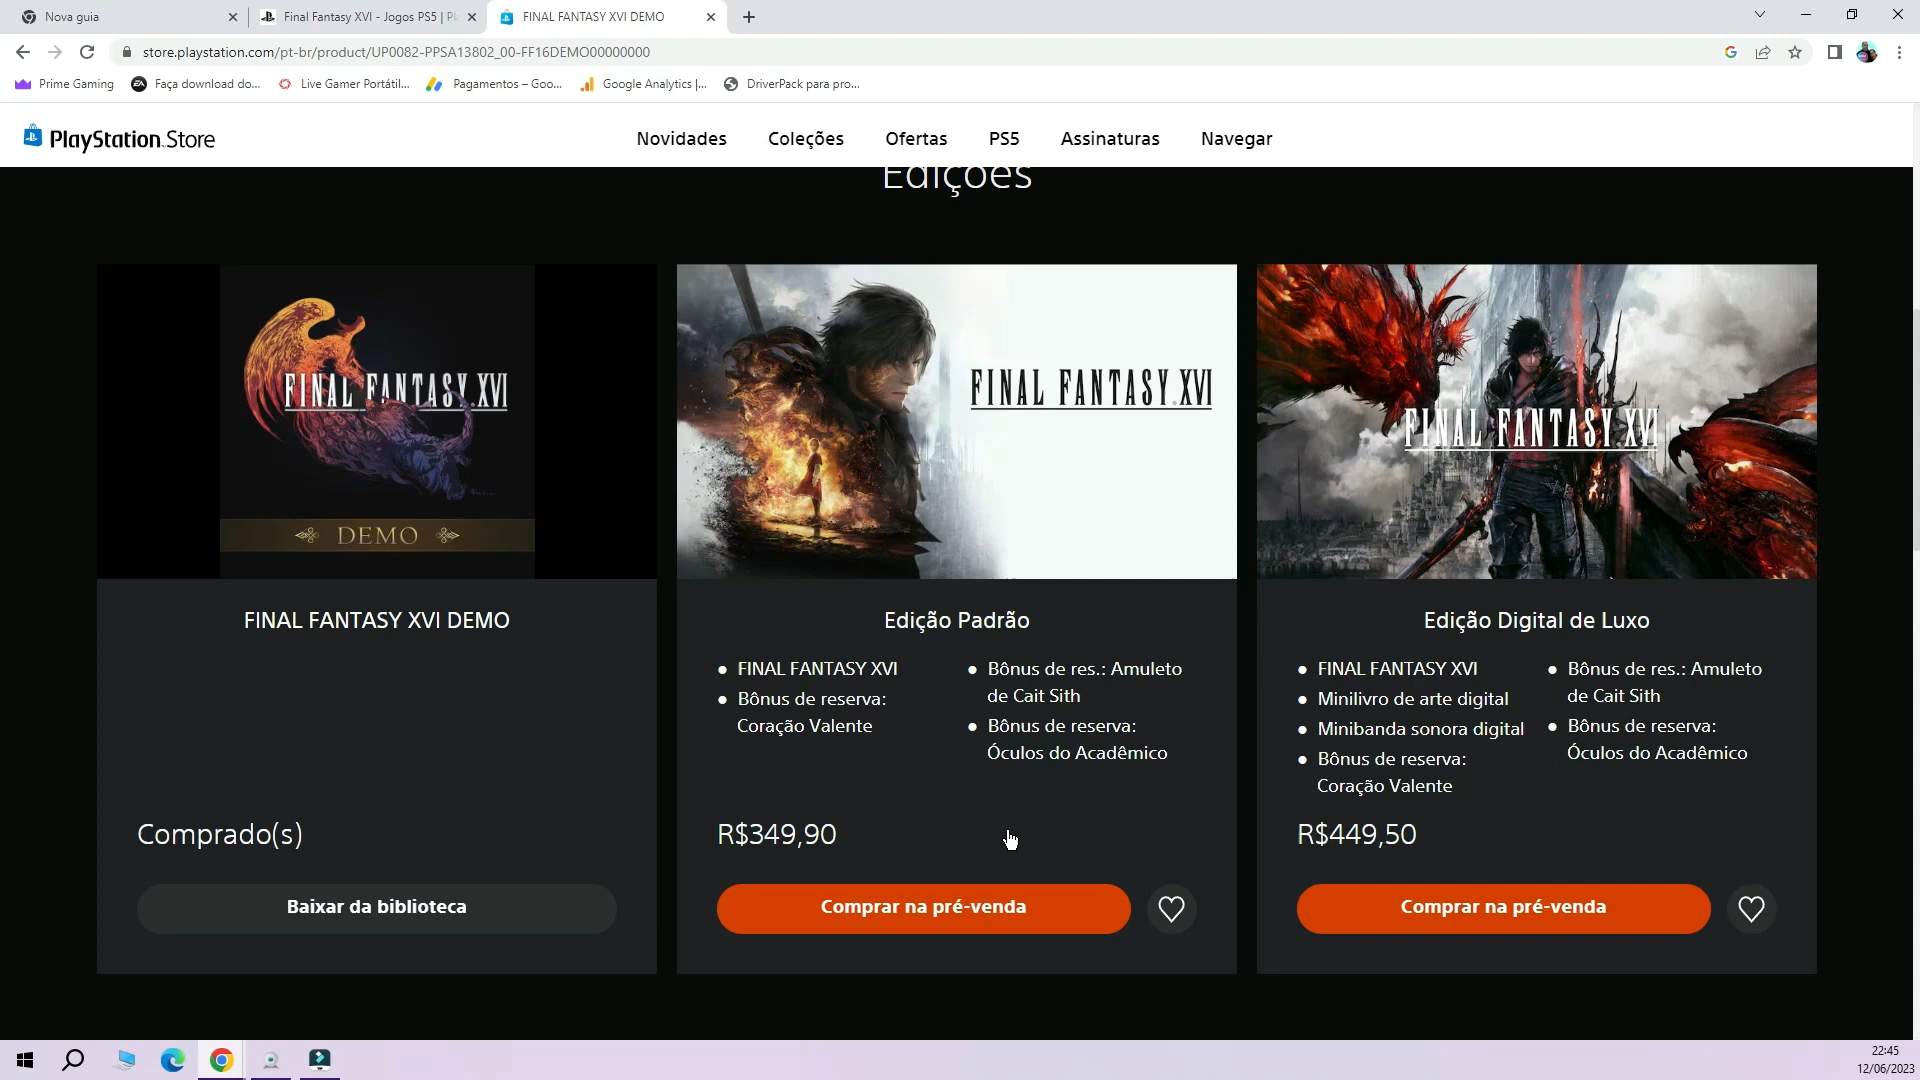 Nova guia
Final Fantasy XVI - Jogos PS5 | Pl
FINAL FANTASY XVI DEMO
store.playstation.com/pt-br/product/UP0082-PPSA13802_00-FF16DEMO00000000
Prime Gaming
Faça download do...
Live Gamer Portátil...
Pagamentos – Goo...
Google Analytics |...
DriverPack para pro...
PlayStation Store
Novidades
Coleções
Ofertas
PS5
Assinaturas
Navegar
Edições
FINAL FANTASY XVI
DEMO
FINAL FANTASY XVI
FINAL FANTASY XVI
FINAL FANTASY XVI DEMO
Comprado(s)
Baixar da biblioteca
Edição Padrão
● FINAL FANTASY XVI
● Bônus de reserva:
Coração Valente
● Bônus de res.: Amuleto
de Cait Sith
● Bônus de reserva:
Óculos do Acadêmico
R$349,90
Comprar na pré-venda
Edição Digital de Luxo
● FINAL FANTASY XVI
● Minilivro de arte digital
● Minibanda sonora digital
● Bônus de reserva:
Coração Valente
● Bônus de res.: Amuleto
de Cait Sith
● Bônus de reserva:
Óculos do Acadêmico
R$449,50
Comprar na pré-venda
22:45
12/06/2023